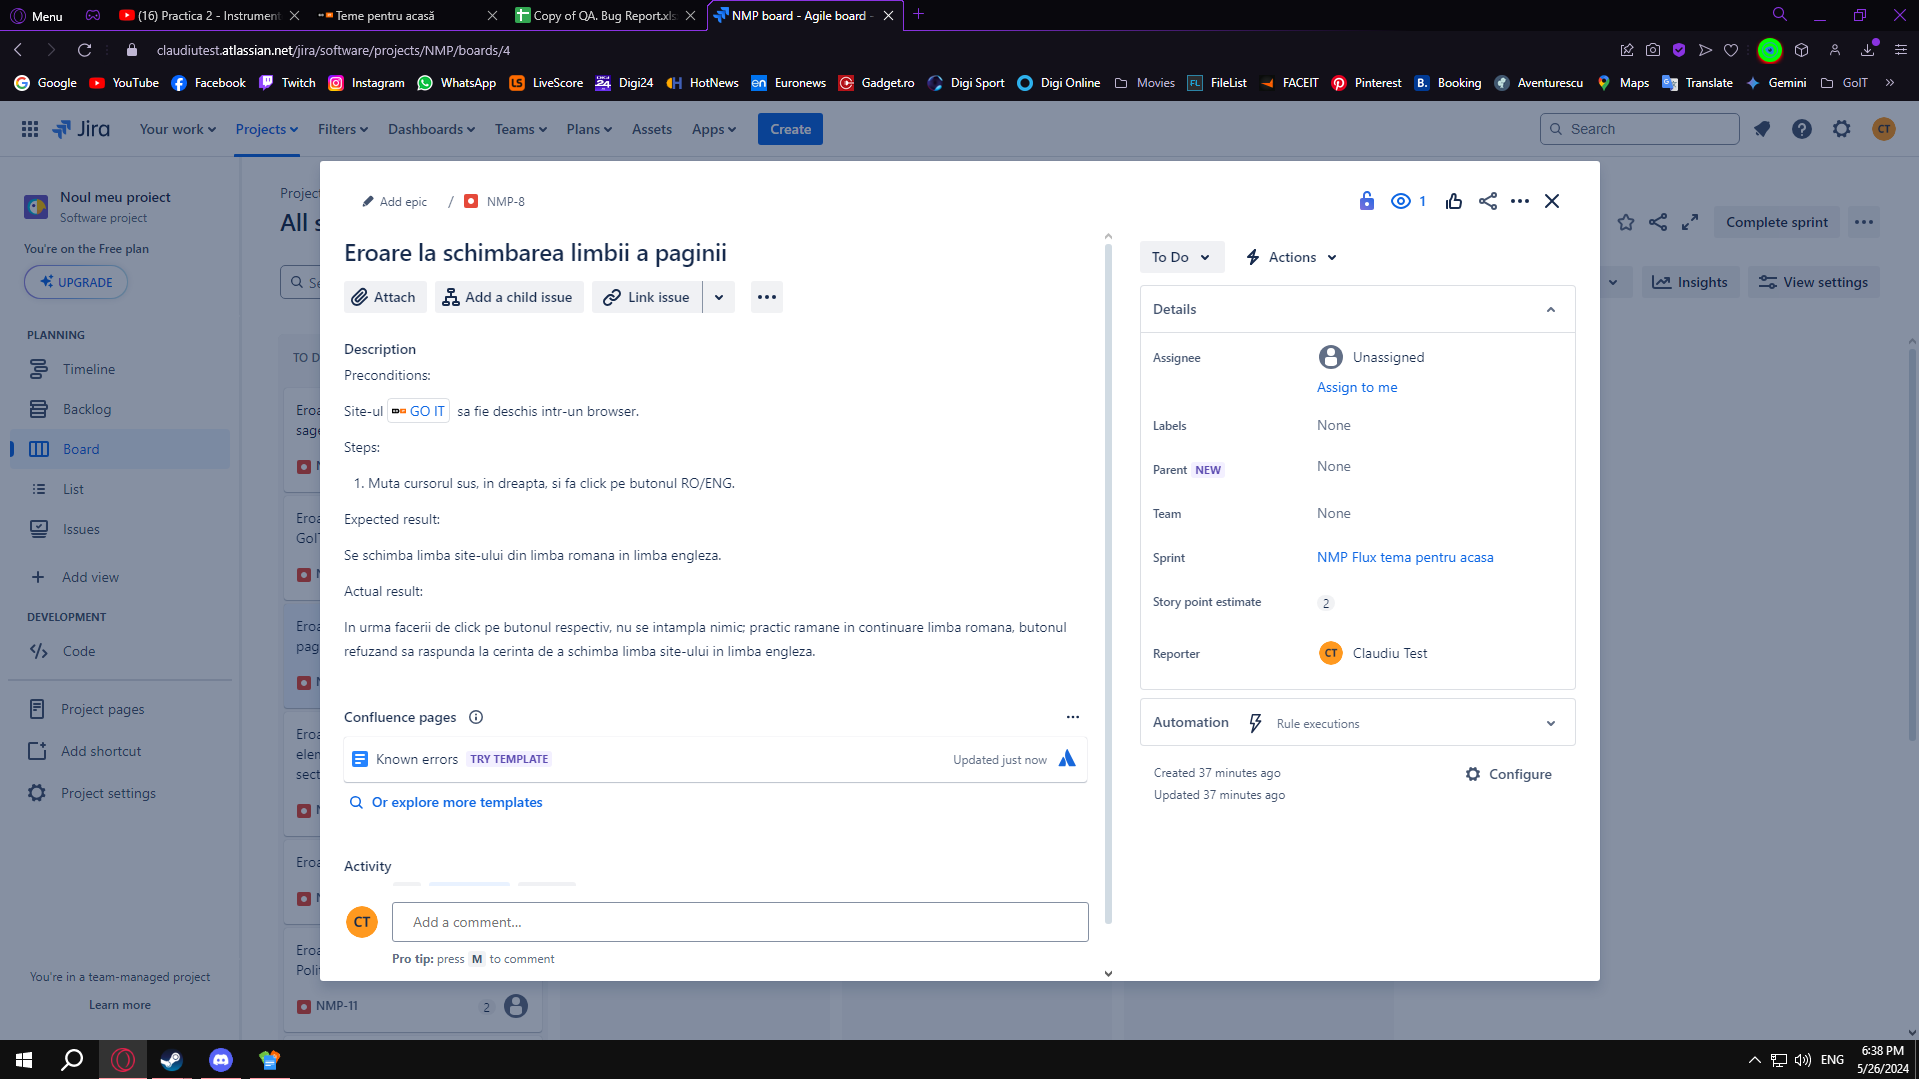 Menu
(16) Practica 2 - Instrument
Teme pentru acasă
Copy of QA. Bug Report.xls
NMP board - Agile board -
claudiutest.atlassian.net/jira/software/projects/NMP/boards/4
Google YouTube Facebook Twitch Instagram WhatsApp LiveScore Digi24 HotNews Euronews Gadget.ro Digi Sport Digi Online Movies FileList FACEIT Pinterest Booking Aventurescu Maps Translate Gemini GoIT »
Jira Your work Projects Filters Dashboards Teams Plans Assets Apps Create Search CT
Noul meu proiect
Software project
You're on the Free plan
UPGRADE
PLANNING
Timeline
Backlog
Board
List
Issues
Add view
DEVELOPMENT
Code
Project pages
Add shortcut
Project settings
You're in a team-managed project
Learn more
Project
All s
Se
TO D
Eroa
sage
N
Eroa
GoIT
N
Eroa
pag
N
Eroa
elem
sect
N
Eroa
N
Eroa
Polit
NMP-11 2
Complete sprint
Insights
View settings
Add epic / NMP-8
1
Eroare la schimbarea limbii a paginii
Attach Add a child issue Link issue
Description
Preconditions:
Site-ul GO IT sa fie deschis intr-un browser.
Steps:
1. Muta cursorul sus, in dreapta, si fa click pe butonul RO/ENG.
Expected result:
Se schimba limba site-ului din limba romana in limba engleza.
Actual result:
In urma facerii de click pe butonul respectiv, nu se intampla nimic; practic ramane in continuare limba romana, butonul
refuzand sa raspunda la cerinta de a schimba limba site-ului in limba engleza.
Confluence pages
Known errors TRY TEMPLATE Updated just now
Or explore more templates
Activity
CT Add a comment...
Pro tip: press M to comment
To Do Actions
Details
Assignee Unassigned
Assign to me
Labels None
Parent NEW None
Team None
Sprint NMP Flux tema pentru acasa
Story point estimate 2
Reporter CT Claudiu Test
Automation Rule executions
Created 37 minutes ago
Updated 37 minutes ago
Configure
ENG
6:38 PM
5/26/2024